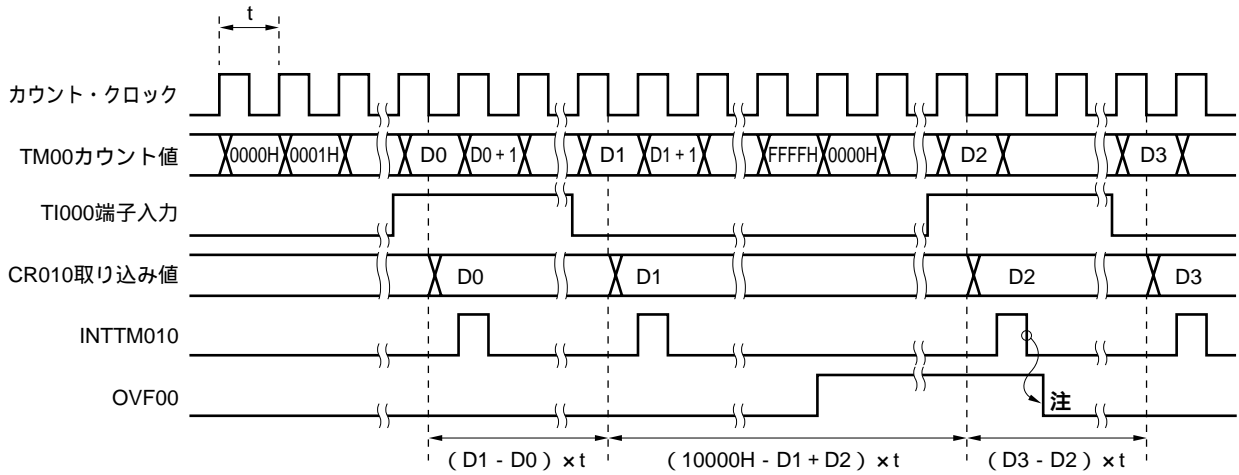 t
カウント・クロック
TM00カウント値 0000H 0001H D0 D0 + 1 D1 D1 + 1 FFFFH 0000H D2 D3
TI000端子入力
CR010取り込み値 D0 D1 D2 D3
INTTM010
OVF00
注
( D1 - D0 ) × t ( 10000H - D1 + D2 ) × t ( D3 - D2 ) × t